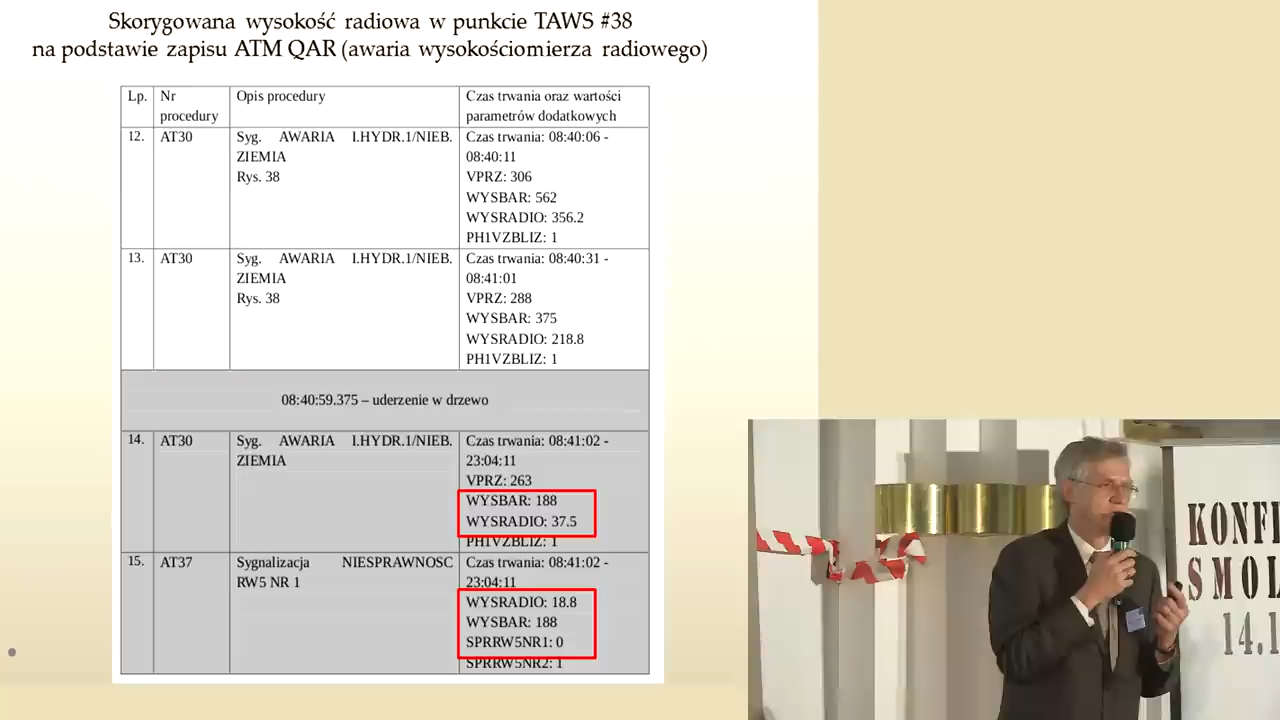 Skorygowana wysokość radiowa w punkcie TAWS #38
na podstawie zapisu ATM QAR (awaria wysokościomierza radiowego)
Lp. Nr procedury Opis procedury Czas trwania oraz wartości parametrów dodatkowych
12. AT30 Syg. AWARIA I.HYDR.1/NIEB. ZIEMIA Rys. 38
Czas trwania: 08:40:06 -
08:40:11
VPRZ: 306
WYSBAR: 562
WYSRADIO: 356.2
PH1VZBLIZ: 1
13. AT30 Syg. AWARIA I.HYDR.1/NIEB. ZIEMIA Rys. 38
Czas trwania: 08:40:31 -
08:41:01
VPRZ: 288
WYSBAR: 375
WYSRADIO: 218.8
PH1VZBLIZ: 1
08:40:59.375 – uderzenie w drzewo
14. AT30 Syg. AWARIA I.HYDR.1/NIEB. ZIEMIA
Czas trwania: 08:41:02 -
23:04:11
VPRZ: 263
WYSBAR: 188
WYSRADIO: 37.5
PH1VZBLIZ: 1
15. AT37 Sygnalizacja NIESPRAWNOSC RW5 NR 1
Czas trwania: 08:41:02 -
23:04:11
WYSRADIO: 18.8
WYSBAR: 188
SPRRW5NR1: 0
SPRRW5NR2: 1
KONFE
SMOL
14.1